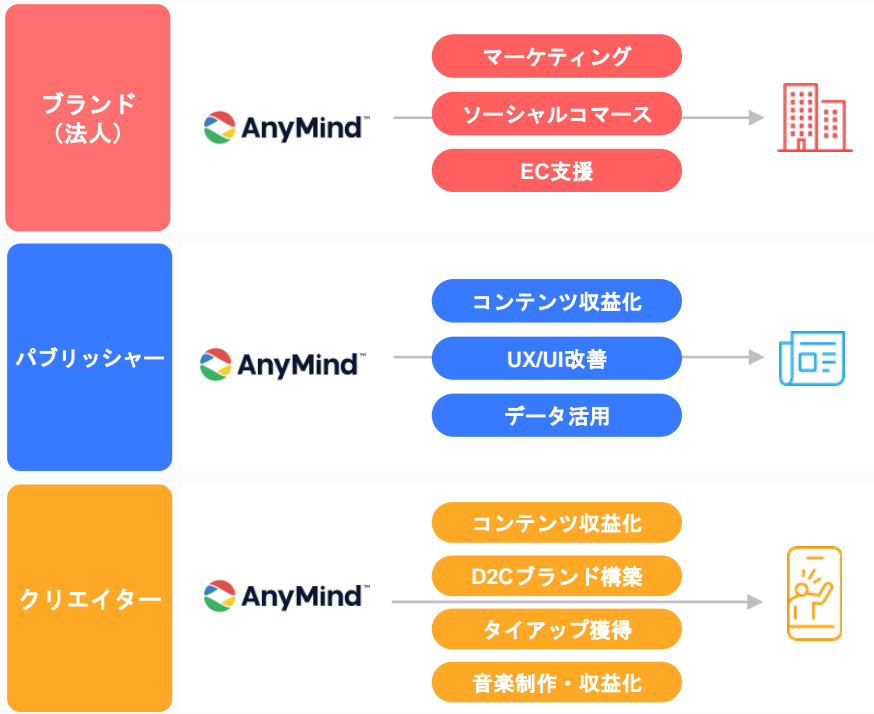 ブランド
（法人）
AnyMind™
マーケティング
ソーシャルコマース
EC支援
パブリッシャー
AnyMind™
コンテンツ収益化
UX/UI改善
データ活用
クリエイター
AnyMind™
コンテンツ収益化
D2Cブランド構築
タイアップ獲得
音楽制作・収益化